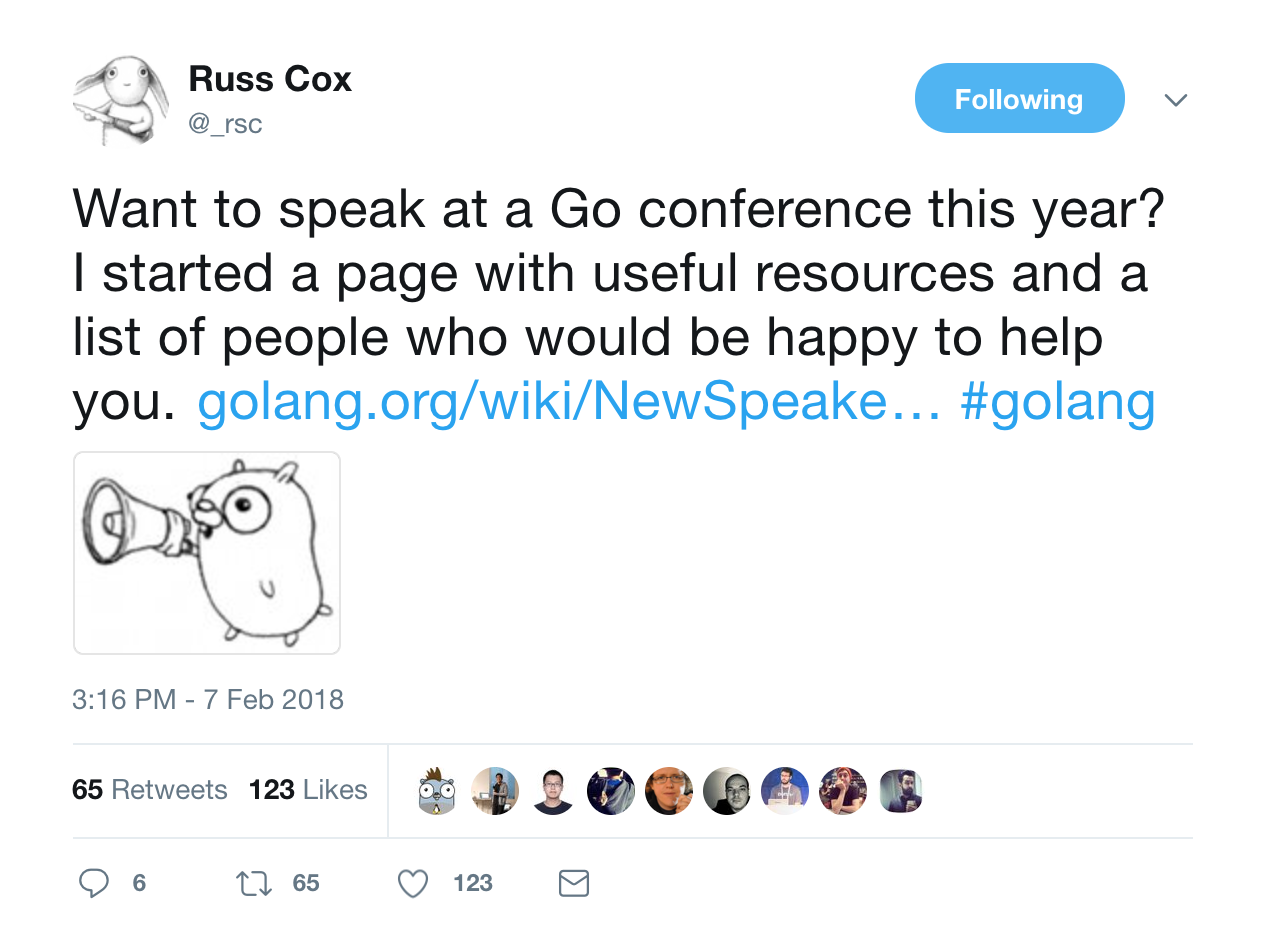 Russ Cox
@_rsc
Following
Want to speak at a Go conference this year?
I started a page with useful resources and a
list of people who would be happy to help
you. golang.org/wiki/NewSpeake… #golang
3:16 PM - 7 Feb 2018
65 Retweets 123 Likes
6 65 123